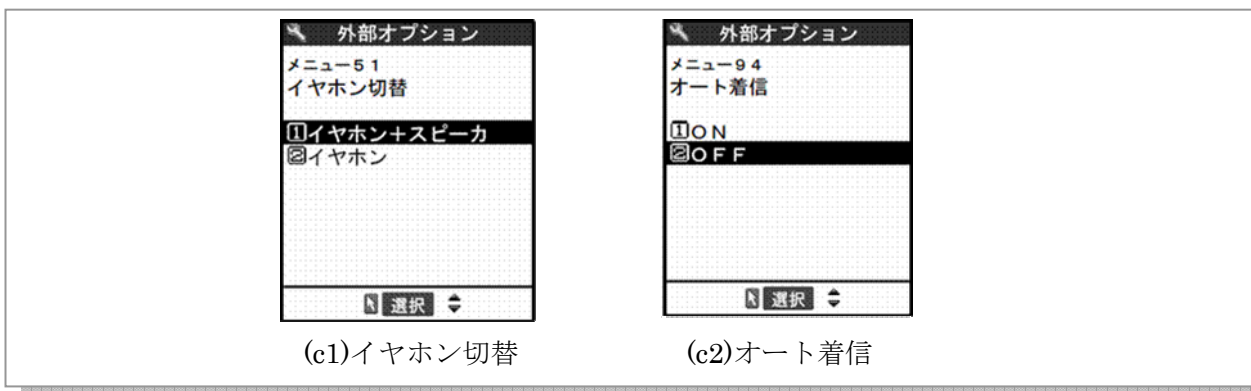 外部オプション
メニュー51
イヤホン切替
1イヤホン+スピーカ
2イヤホン
選択
(c1)イヤホン切替
外部オプション
メニュー94
オート着信
1ON
2OFF
選択
(c2)オート着信